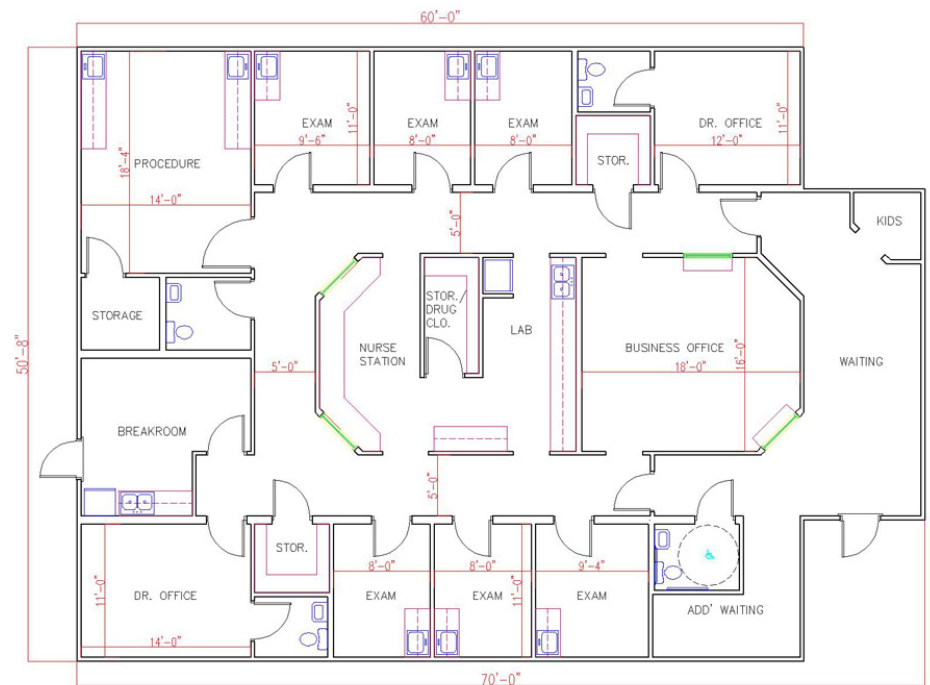 60'-0"
EXAM
9'-6"
11'-0"
EXAM
8'-0"
EXAM
8'-0"
DR. OFFICE
12'-0"
11'-0"
PROCEDURE
18'-4"
14'-0"
STOR.
KIDS
5'-0"
STORAGE
STOR./
DRUG
CLO.
LAB
NURSE
STATION
BUSINESS OFFICE
18'-0"
16'-0"
WAITING
50'-8"
5'-0"
BREAKROOM
5'-0"
STOR.
DR. OFFICE
11'-0"
14'-0"
8'-0"
EXAM
8'-0"
EXAM
11'-0"
9'-4"
EXAM
ADD' WAITING
70'-0"